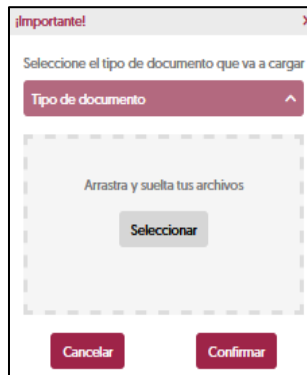 ¡Importante!
Seleccione el tipo de documento que va a cargar
Tipo de documento
Arrastra y suelta tus archivos
Seleccionar
Cancelar Confirmar